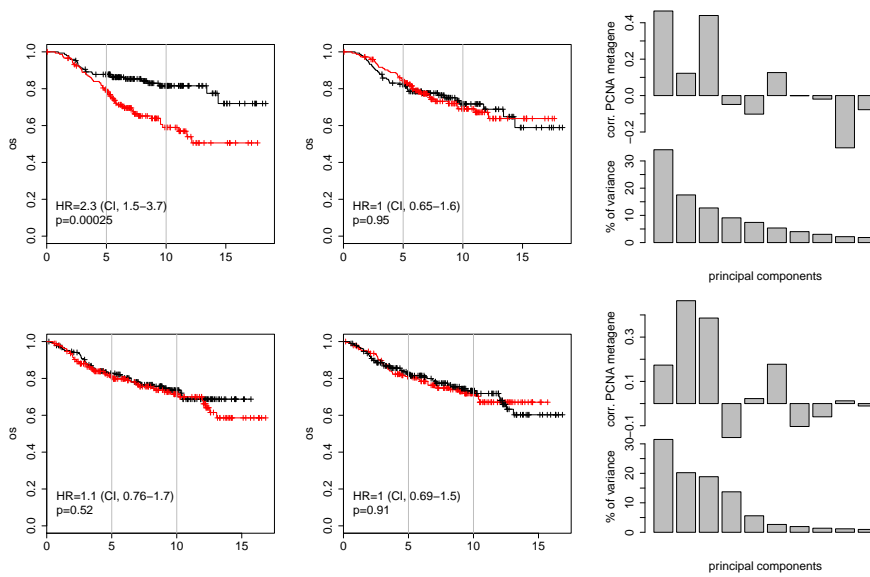 1.0
0.8
0.6
0.4
0.2
0.0
os
HR=2.3 (CI, 1.5−3.7)
p=0.00025
0 5 10 15
1.0
0.8
0.6
0.4
0.2
0.0
os
HR=1 (CI, 0.65−1.6)
p=0.95
0 5 10 15
0.4
0.2
0.0
−0.2
corr. PCNA metagene
30
20
10
0
% of variance
principal components
1.0
0.8
0.6
0.4
0.2
0.0
os
HR=1.1 (CI, 0.76−1.7)
p=0.52
0 5 10 15
1.0
0.8
0.6
0.4
0.2
0.0
os
HR=1 (CI, 0.69−1.5)
p=0.91
0 5 10 15
0.3
0.1
−0.1
corr. PCNA metagene
30
20
10
0
% of variance
principal components